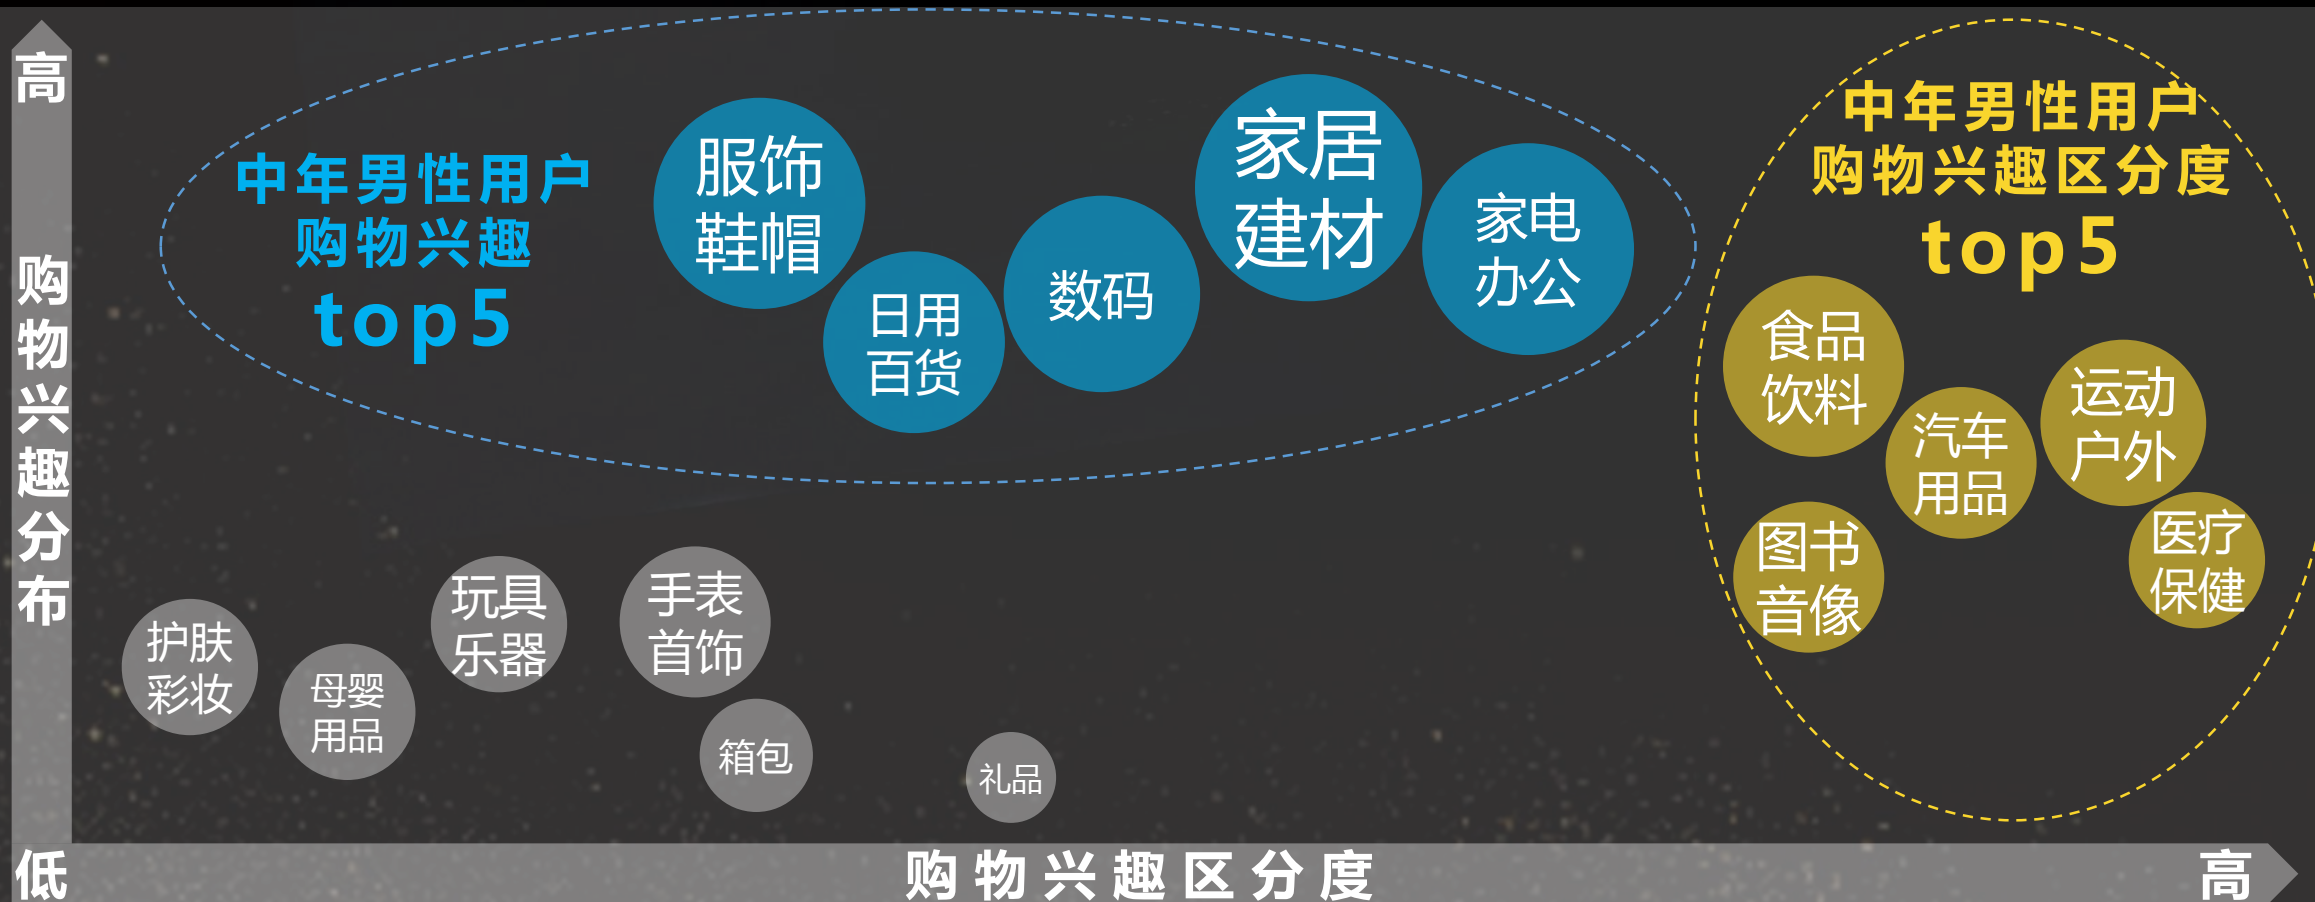 高
购物兴趣分布
低
中年男性用户
购物兴趣
top5
服饰
鞋帽
日用
百货
数码
家居
建材
家电
办公
中年男性用户
购物兴趣区分度
top5
食品
饮料
汽车
用品
运动
户外
图书
音像
医疗
保健
护肤
彩妆
母婴
用品
玩具
乐器
手表
首饰
箱包
礼品
购物兴趣区分度
高